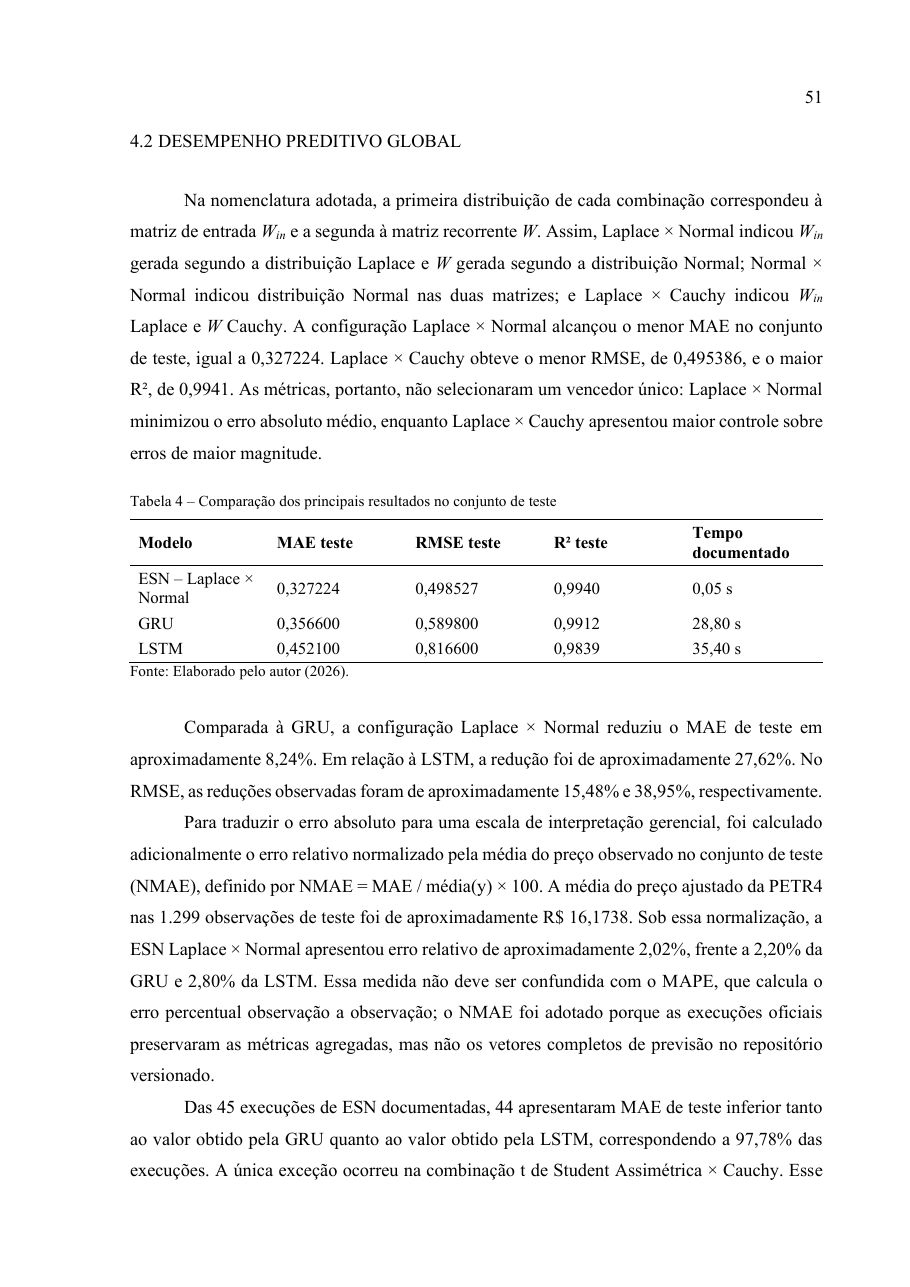 51
4.2 DESEMPENHO PREDITIVO GLOBAL
Na nomenclatura adotada, a primeira distribuição de cada combinação correspondeu à
matriz de entrada Win e a segunda à matriz recorrente W. Assim, Laplace × Normal indicou Win
gerada segundo a distribuição Laplace e W gerada segundo a distribuição Normal; Normal ×
Normal indicou distribuição Normal nas duas matrizes; e Laplace × Cauchy indicou Win
Laplace e W Cauchy. A configuração Laplace × Normal alcançou o menor MAE no conjunto
de teste, igual a 0,327224. Laplace × Cauchy obteve o menor RMSE, de 0,495386, e o maior
R², de 0,9941. As métricas, portanto, não selecionaram um vencedor único: Laplace × Normal
minimizou o erro absoluto médio, enquanto Laplace × Cauchy apresentou maior controle sobre
erros de maior magnitude.
Tabela 4 – Comparação dos principais resultados no conjunto de teste
Modelo MAE teste RMSE teste R² teste Tempo
documentado
ESN – Laplace ×
Normal 0,327224 0,498527 0,9940 0,05 s
GRU 0,356600 0,589800 0,9912 28,80 s
LSTM 0,452100 0,816600 0,9839 35,40 s
Fonte: Elaborado pelo autor (2026).
Comparada à GRU, a configuração Laplace × Normal reduziu o MAE de teste em
aproximadamente 8,24%. Em relação à LSTM, a redução foi de aproximadamente 27,62%. No
RMSE, as reduções observadas foram de aproximadamente 15,48% e 38,95%, respectivamente.
Para traduzir o erro absoluto para uma escala de interpretação gerencial, foi calculado
adicionalmente o erro relativo normalizado pela média do preço observado no conjunto de teste
(NMAE), definido por NMAE = MAE / média(y) × 100. A média do preço ajustado da PETR4
nas 1.299 observações de teste foi de aproximadamente R$ 16,1738. Sob essa normalização, a
ESN Laplace × Normal apresentou erro relativo de aproximadamente 2,02%, frente a 2,20% da
GRU e 2,80% da LSTM. Essa medida não deve ser confundida com o MAPE, que calcula o
erro percentual observação a observação; o NMAE foi adotado porque as execuções oficiais
preservaram as métricas agregadas, mas não os vetores completos de previsão no repositório
versionado.
Das 45 execuções de ESN documentadas, 44 apresentaram MAE de teste inferior tanto
ao valor obtido pela GRU quanto ao valor obtido pela LSTM, correspondendo a 97,78% das
execuções. A única exceção ocorreu na combinação t de Student Assimétrica × Cauchy. Esse